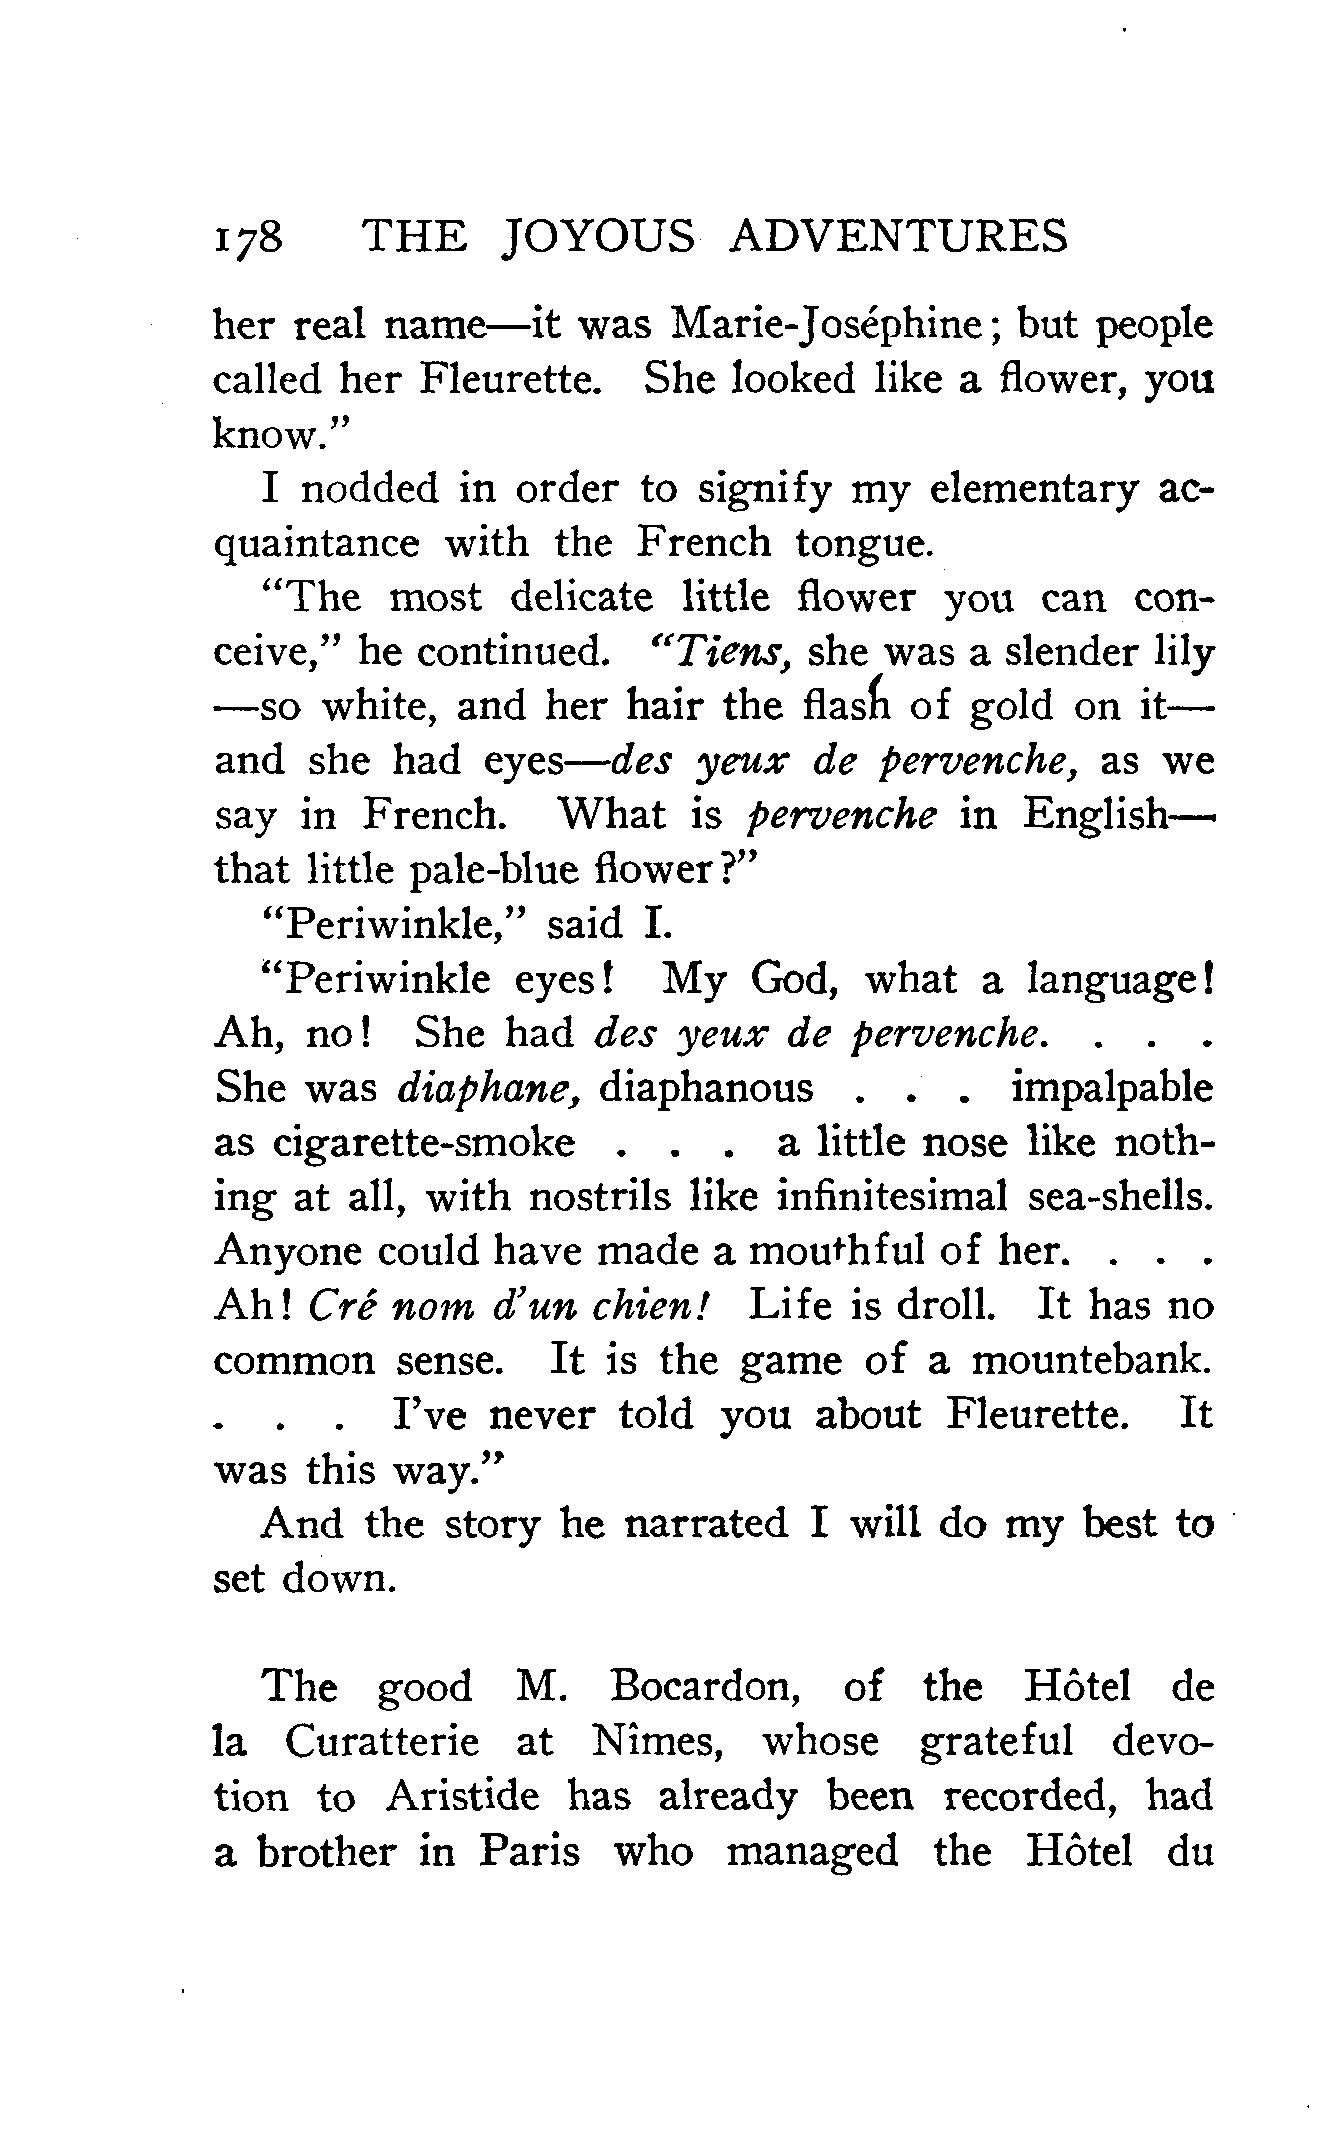 178 THE JOYOUS ADVENTURES
her real name—it was Marie-Joséphine; but people
called her Fleurette. She looked like a flower, you
know."
I nodded in order to signify my elementary ac-
quaintance with the French tongue.
"The most delicate little flower you can con-
ceive," he continued. "Tiens, she was a slender lily
—so white, and her hair the flash of gold on it—
and she had eyes—des yeux de pervenche, as we
say in French. What is pervenche in English—
that little pale-blue flower?"
"Periwinkle," said I.
"Periwinkle eyes! My God, what a language!
Ah, no! She had des yeux de pervenche. . . .
She was diaphane, diaphanous . . . impalpable
as cigarette-smoke . . . a little nose like noth-
ing at all, with nostrils like infinitesimal sea-shells.
Anyone could have made a mouthful of her. . . .
Ah! Cré nom d'un chien! Life is droll. It has no
common sense. It is the game of a mountebank.
. . . I've never told you about Fleurette. It
was this way."
And the story he narrated I will do my best to
set down.
The good M. Bocardon, of the Hôtel de
la Curatterie at Nîmes, whose grateful devo-
tion to Aristide has already been recorded, had
a brother in Paris who managed the Hôtel du